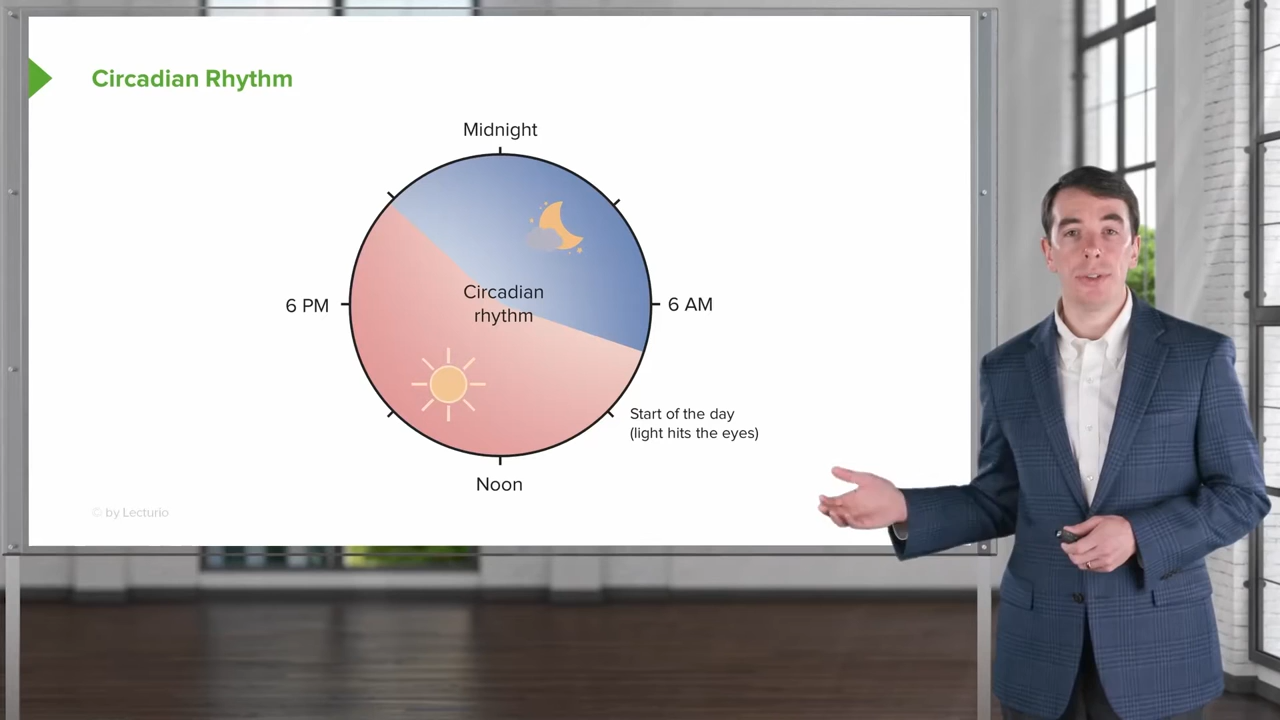 Circadian Rhythm
Midnight
6 PM
Circadian
rhythm
6 AM
Start of the day
(light hits the eyes)
Noon
© by Lecturio